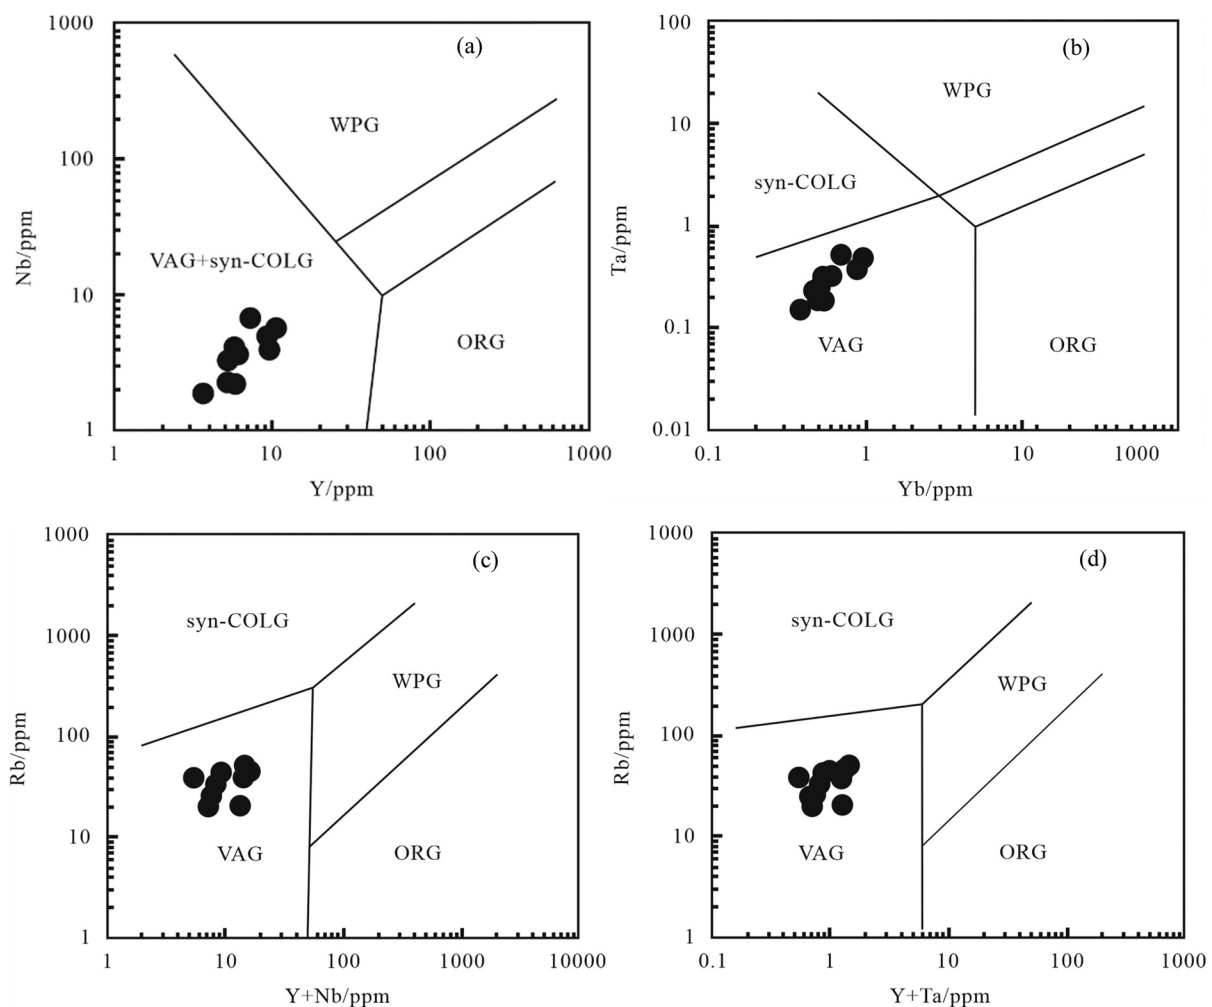 1000
(a)
WPG
100
VAG+syn-COLG
10
ORG
1
1 10 100 1000
Nb/ppm
Y/ppm
100
(b)
WPG
10
syn-COLG
1
0.1
VAG ORG
0.01
0.1 1 10 1000
Ta/ppm
Yb/ppm
1000
(c)
syn-COLG
1000
WPG
100
10
VAG ORG
1
1 10 100 1000 10000
Rb/ppm
Y+Nb/ppm
1000
(d)
syn-COLG
1000
WPG
100
10
VAG ORG
1
0.1 1 10 100 1000
Rb/ppm
Y+Ta/ppm